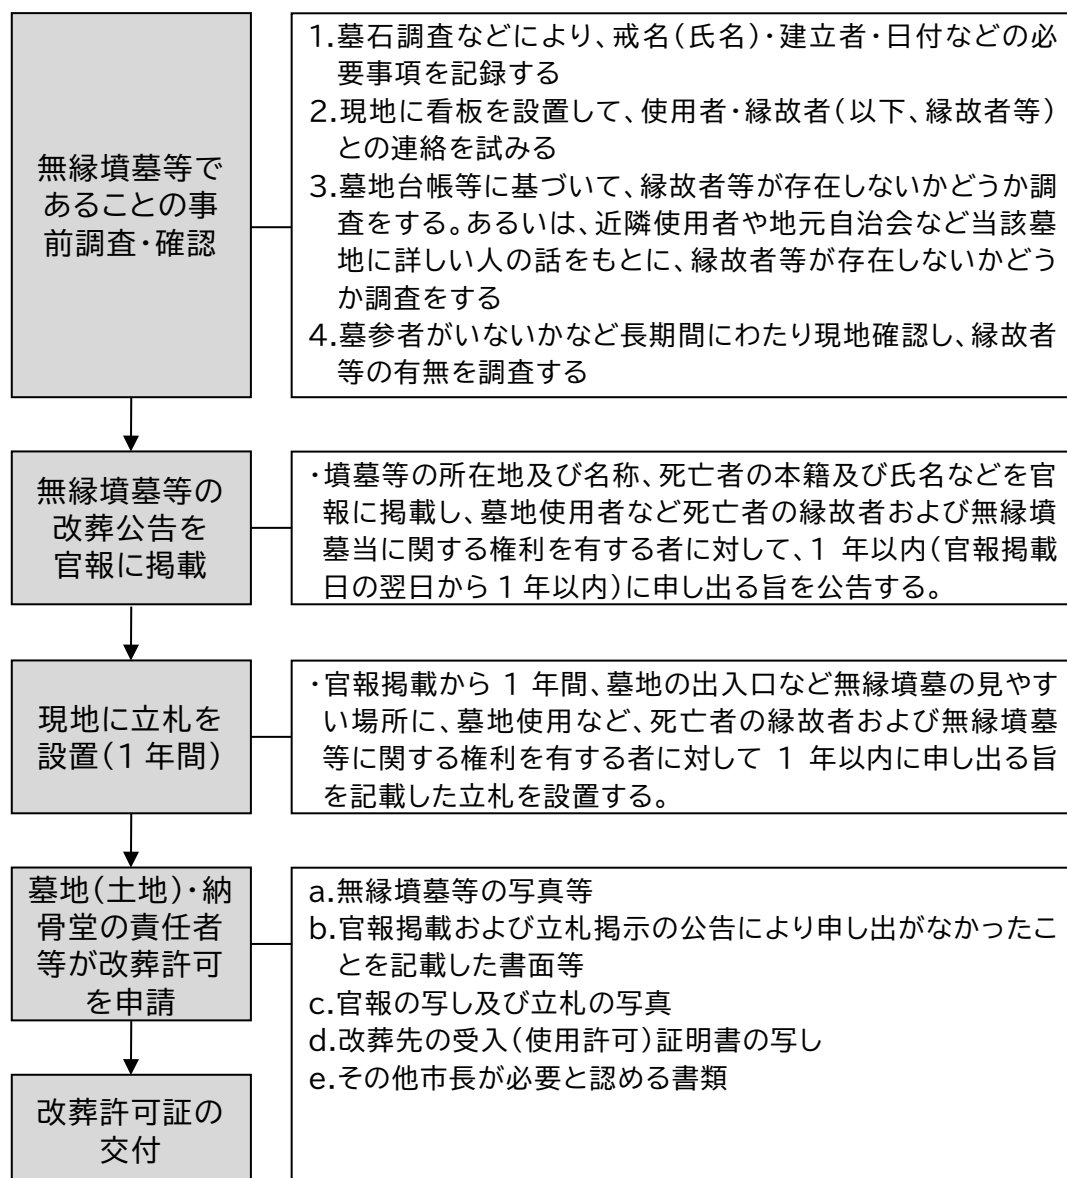 無縁墳墓等で
あることの事
前調査・確認
1.墓石調査などにより、戒名(氏名)・建立者・日付などの必
要事項を記録する
2.現地に看板を設置して、使用者・縁故者(以下、縁故者等)
との連絡を試みる
3.墓地台帳等に基づいて、縁故者等が存在しないかどうか調
査をする。あるいは、近隣使用者や地元自治会など当該墓
地に詳しい人の話をもとに、縁故者等が存在しないかどう
か調査をする
4.墓参者がいないかなど長期間にわたり現地確認し、縁故者
等の有無を調査する
無縁墳墓等の
改葬公告を
官報に掲載
・墳墓等の所在地及び名称、死亡者の本籍及び氏名などを官
報に掲載し、墓地使用者など死亡者の縁故者および無縁墳
墓当に関する権利を有する者に対して、1 年以内(官報掲載
日の翌日から 1 年以内)に申し出る旨を公告する。
現地に立札を
設置(1 年間)
・官報掲載から 1 年間、墓地の出入口など無縁墳墓の見やす
い場所に、墓地使用など、死亡者の縁故者および無縁墳墓
等に関する権利を有する者に対して 1 年以内に申し出る旨
を記載した立札を設置する。
墓地(土地)・納
骨堂の責任者
等が改葬許可
を申請
a.無縁墳墓等の写真等
b.官報掲載および立札掲示の公告により申し出がなかったこ
とを記載した書面等
c.官報の写し及び立札の写真
d.改葬先の受入(使用許可)証明書の写し
e.その他市長が必要と認める書類
改葬許可証の
交付